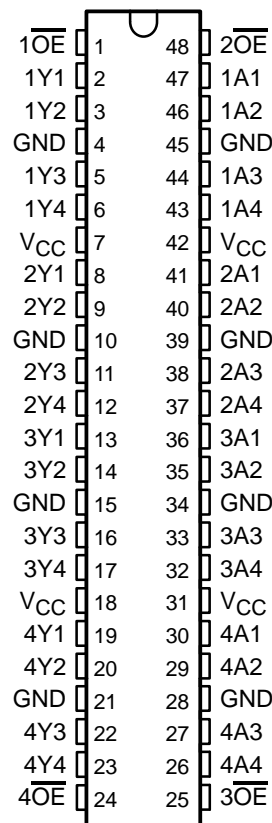 1O̅E̅ 1 48 2O̅E̅
1Y1 2 47 1A1
1Y2 3 46 1A2
GND 4 45 GND
1Y3 5 44 1A3
1Y4 6 43 1A4
VCC 7 42 VCC
2Y1 8 41 2A1
2Y2 9 40 2A2
GND 10 39 GND
2Y3 11 38 2A3
2Y4 12 37 2A4
3Y1 13 36 3A1
3Y2 14 35 3A2
GND 15 34 GND
3Y3 16 33 3A3
3Y4 17 32 3A4
VCC 18 31 VCC
4Y1 19 30 4A1
4Y2 20 29 4A2
GND 21 28 GND
4Y3 22 27 4A3
4Y4 23 26 4A4
4O̅E̅ 24 25 3O̅E̅